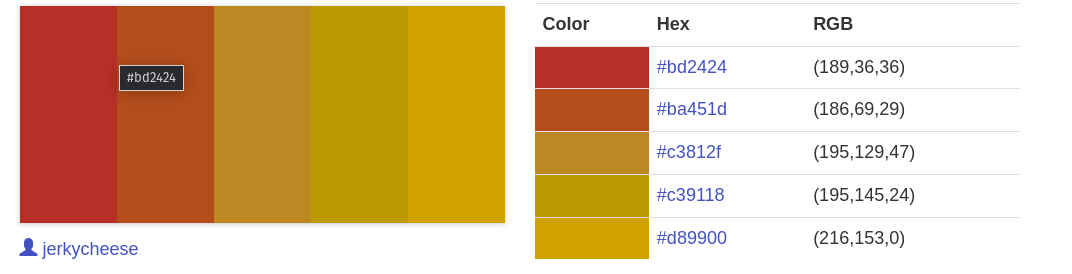 #bd2424
jerkycheese
Color Hex RGB
#bd2424 (189,36,36)
#ba451d (186,69,29)
#c3812f (195,129,47)
#c39118 (195,145,24)
#d89900 (216,153,0)